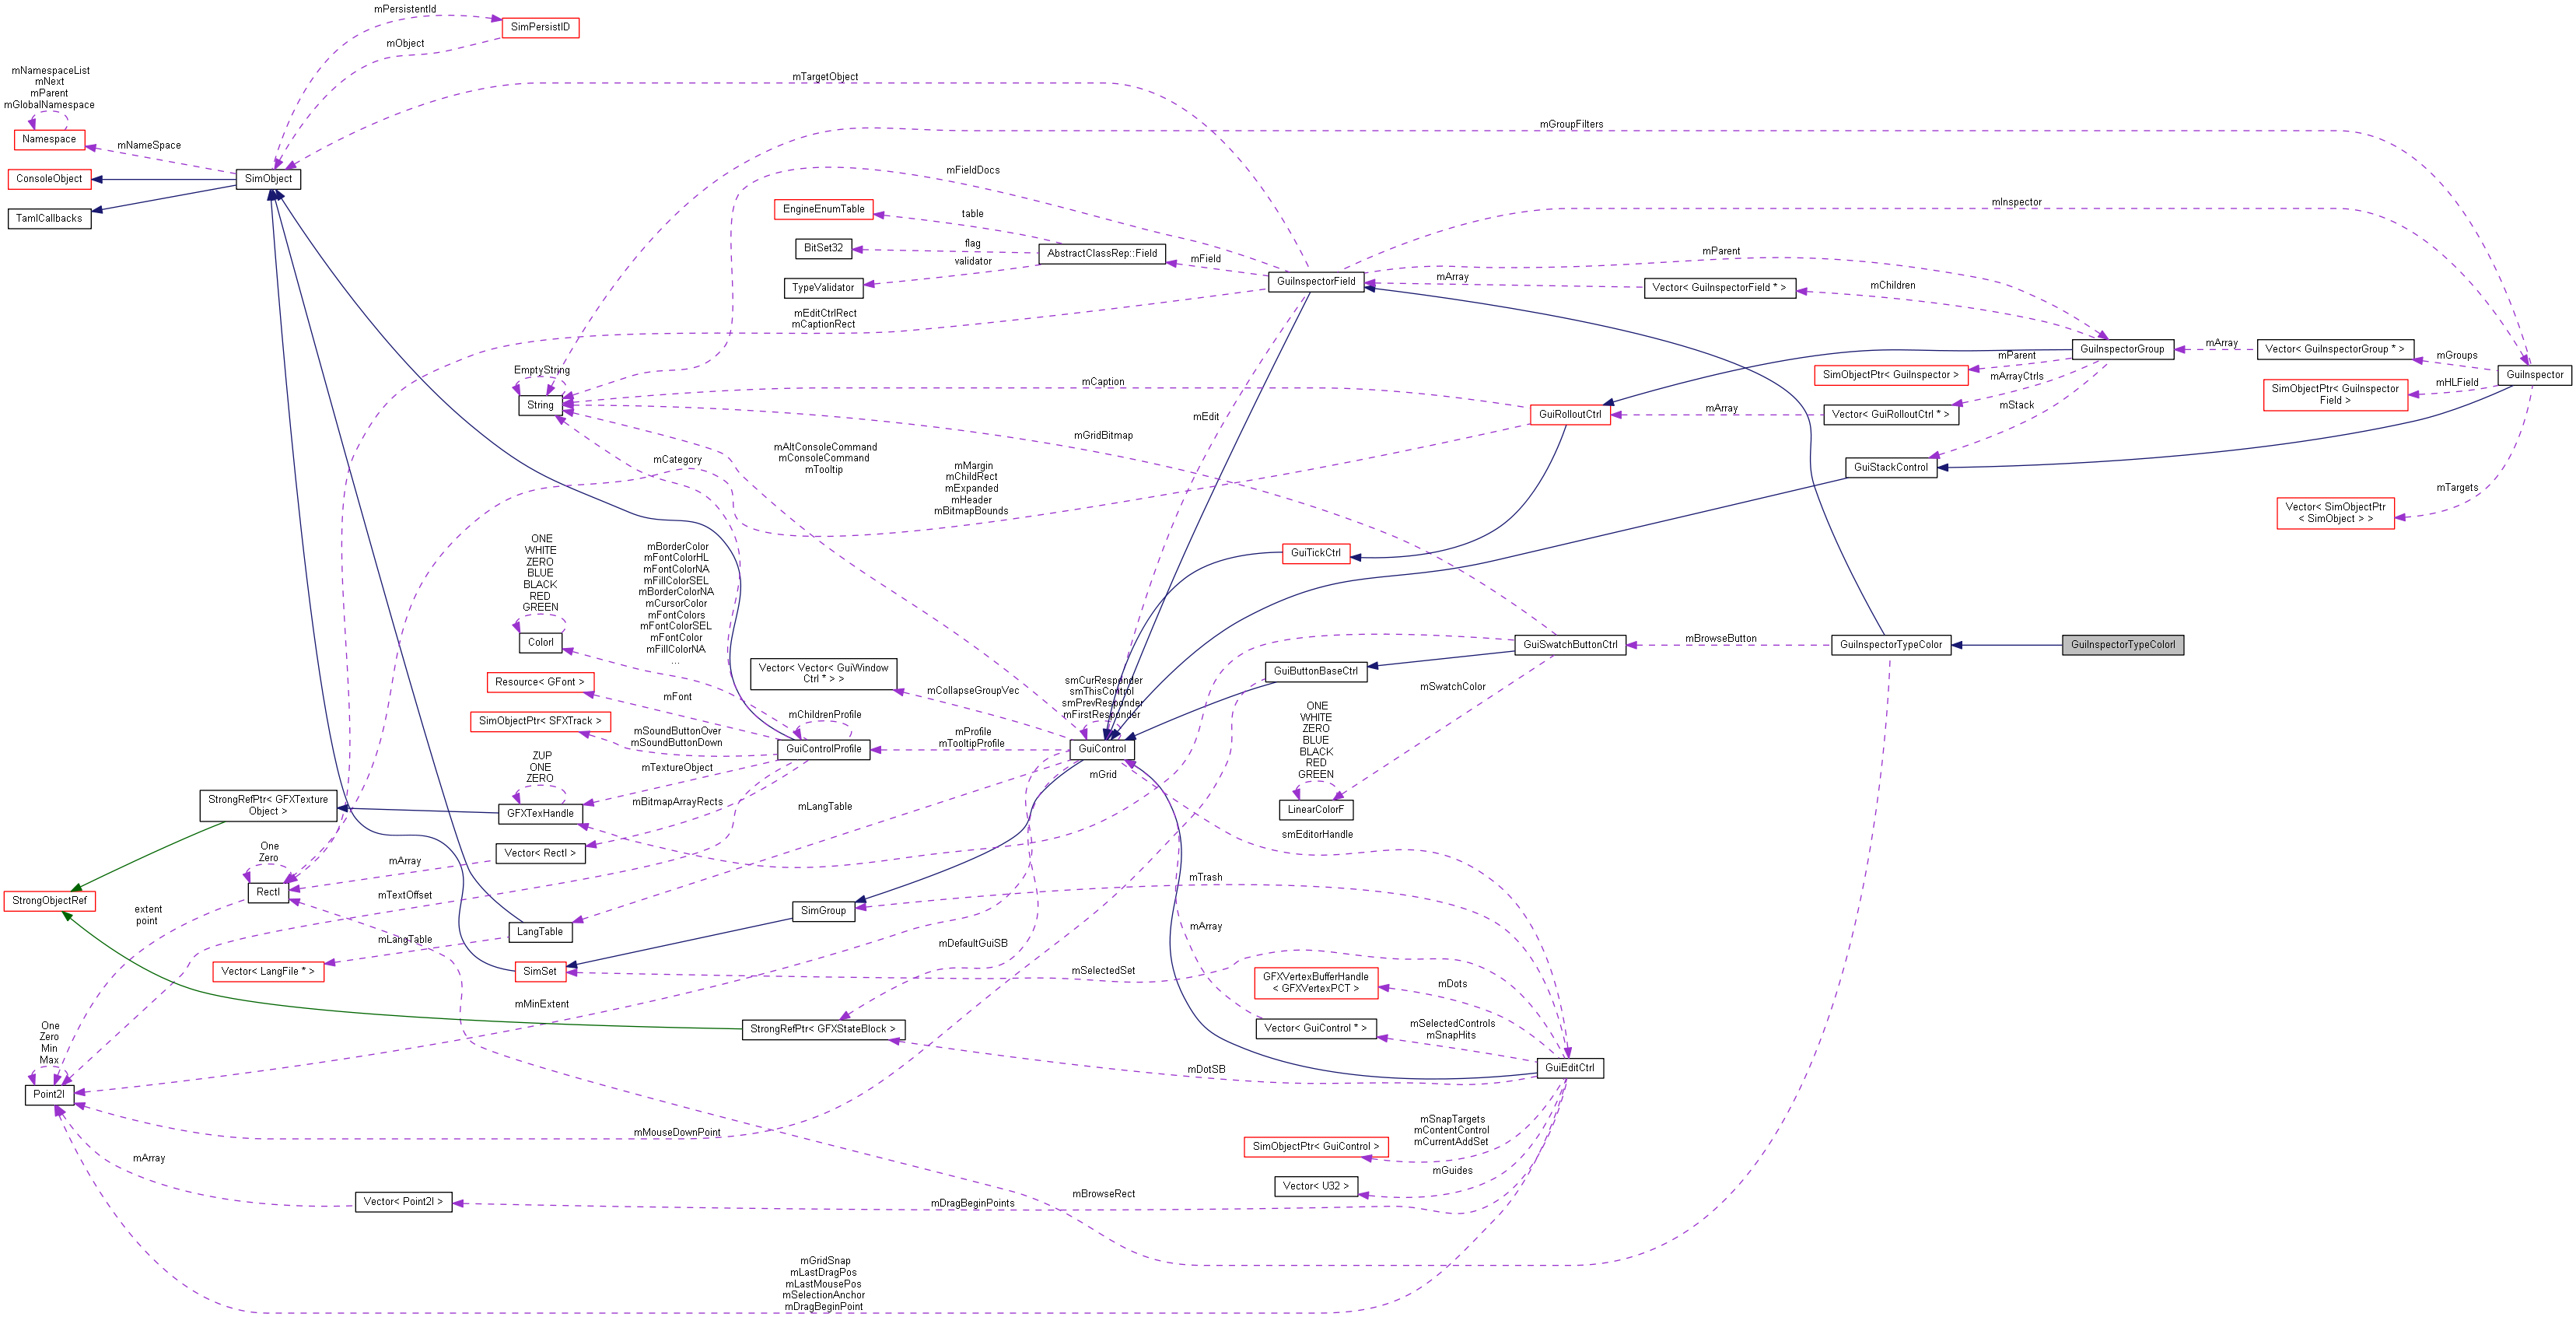 mPersistentId
SimPersistID
mObject
mNamespaceList
mNext
mParent
mGlobalNamespace
Namespace
mNameSpace
ConsoleObject
SimObject
TamlCallbacks
mTargetObject
mGroupFilters
mFieldDocs
mInspector
EngineEnumTable
table
BitSet32
flag
AbstractClassRep::Field
validator
TypeValidator
mField
GuiInspectorField
mParent
mArray
Vector< GuiInspectorField * >
mChildren
mEditCtrlRect
mCaptionRect
GuiInspectorGroup
mArray
Vector< GuiInspectorGroup * >
mGroups
GuiInspector
mParent
SimObjectPtr< GuiInspector >
mArrayCtrls
mHLField
SimObjectPtr< GuiInspector
Field >
EmptyString
String
mCaption
GuiRolloutCtrl
mArray
Vector< GuiRolloutCtrl * >
mStack
mEdit
mGridBitmap
mAltConsoleCommand
mConsoleCommand
mTooltip
mCategory
mMargin
mChildRect
mExpanded
mHeader
mBitmapBounds
GuiStackControl
mTargets
Vector< SimObjectPtr
< SimObject > >
GuiTickCtrl
ONE
WHITE
ZERO
BLUE
BLACK
RED
GREEN
ColorI
mBorderColor
mFontColorHL
mFontColorNA
mFillColorSEL
mBorderColorNA
mCursorColor
mFontColors
mFontColorSEL
mFontColor
mFillColorNA
...
Vector< Vector< GuiWindow
Ctrl * > >
mCollapseGroupVec
GuiSwatchButtonCtrl
mBrowseButton
GuiInspectorTypeColor
GuiInspectorTypeColorI
GuiButtonBaseCtrl
mSwatchColor
Resource< GFont >
mFont
SimObjectPtr< SFXTrack >
mSoundButtonOver
mSoundButtonDown
mChildrenProfile
GuiControlProfile
mProfile
mTooltipProfile
smCurResponder
smThisControl
smPrevResponder
mFirstResponder
GuiControl
ONE
WHITE
ZERO
BLUE
BLACK
RED
GREEN
LinearColorF
ZUP
ONE
ZERO
GFXTexHandle
mTextureObject
mBitmapArrayRects
mGrid
mLangTable
smEditorHandle
StrongRefPtr< GFXTexture
Object >
Vector< RectI >
mArray
One
Zero
RectI
StrongObjectRef
extent
point
mTextOffset
SimGroup
mTrash
LangTable
mLangTable
Vector< LangFile * >
SimSet
mDefaultGuiSB
mSelectedSet
mArray
GFXVertexBufferHandle
< GFXVertexPCT >
mDots
mMinExtent
StrongRefPtr< GFXStateBlock >
Vector< GuiControl * >
mSelectedControls
mSnapHits
One
Zero
Min
Max
Point2I
mDotSB
GuiEditCtrl
mMouseDownPoint
mSnapTargets
mContentControl
mCurrentAddSet
SimObjectPtr< GuiControl >
mGuides
Vector< U32 >
mArray
Vector< Point2I >
mDragBeginPoints
mBrowseRect
mGridSnap
mLastDragPos
mLastMousePos
mSelectionAnchor
mDragBeginPoint